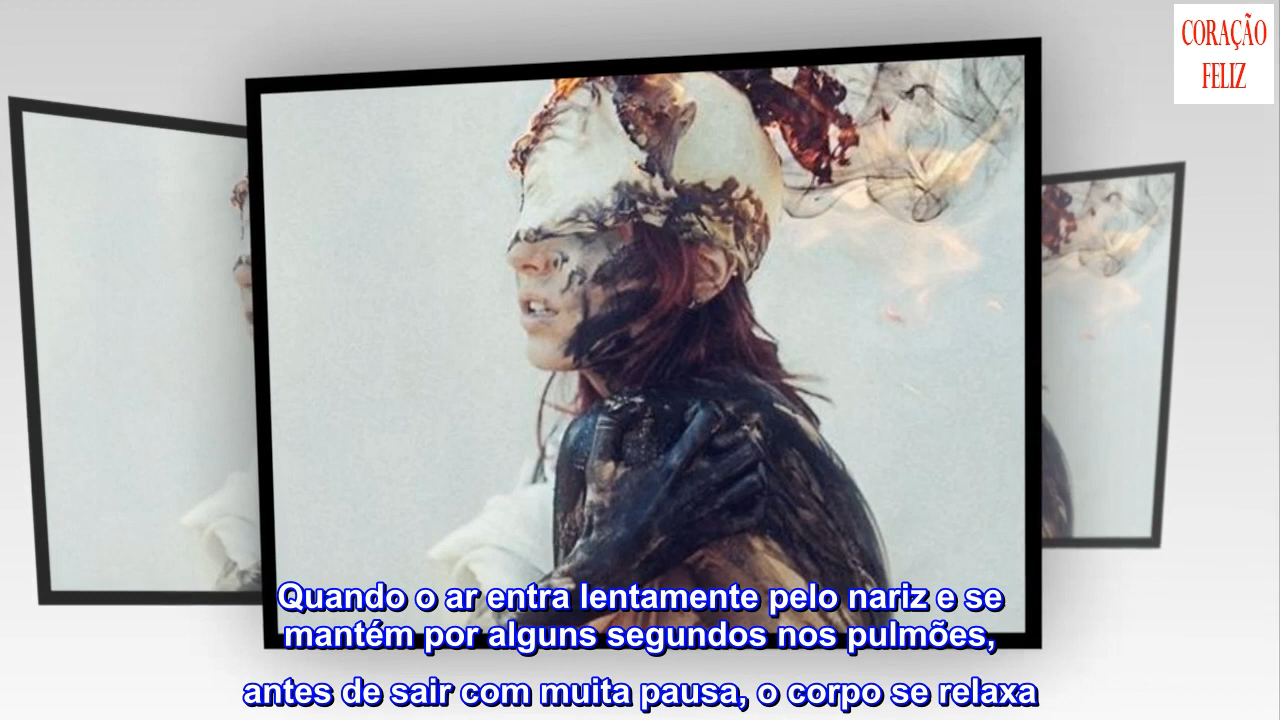 CORAÇÃO
FELIZ
Quando o ar entra lentamente pelo nariz e se
mantém por alguns segundos nos pulmões,
antes de sair com muita pausa, o corpo se relaxa